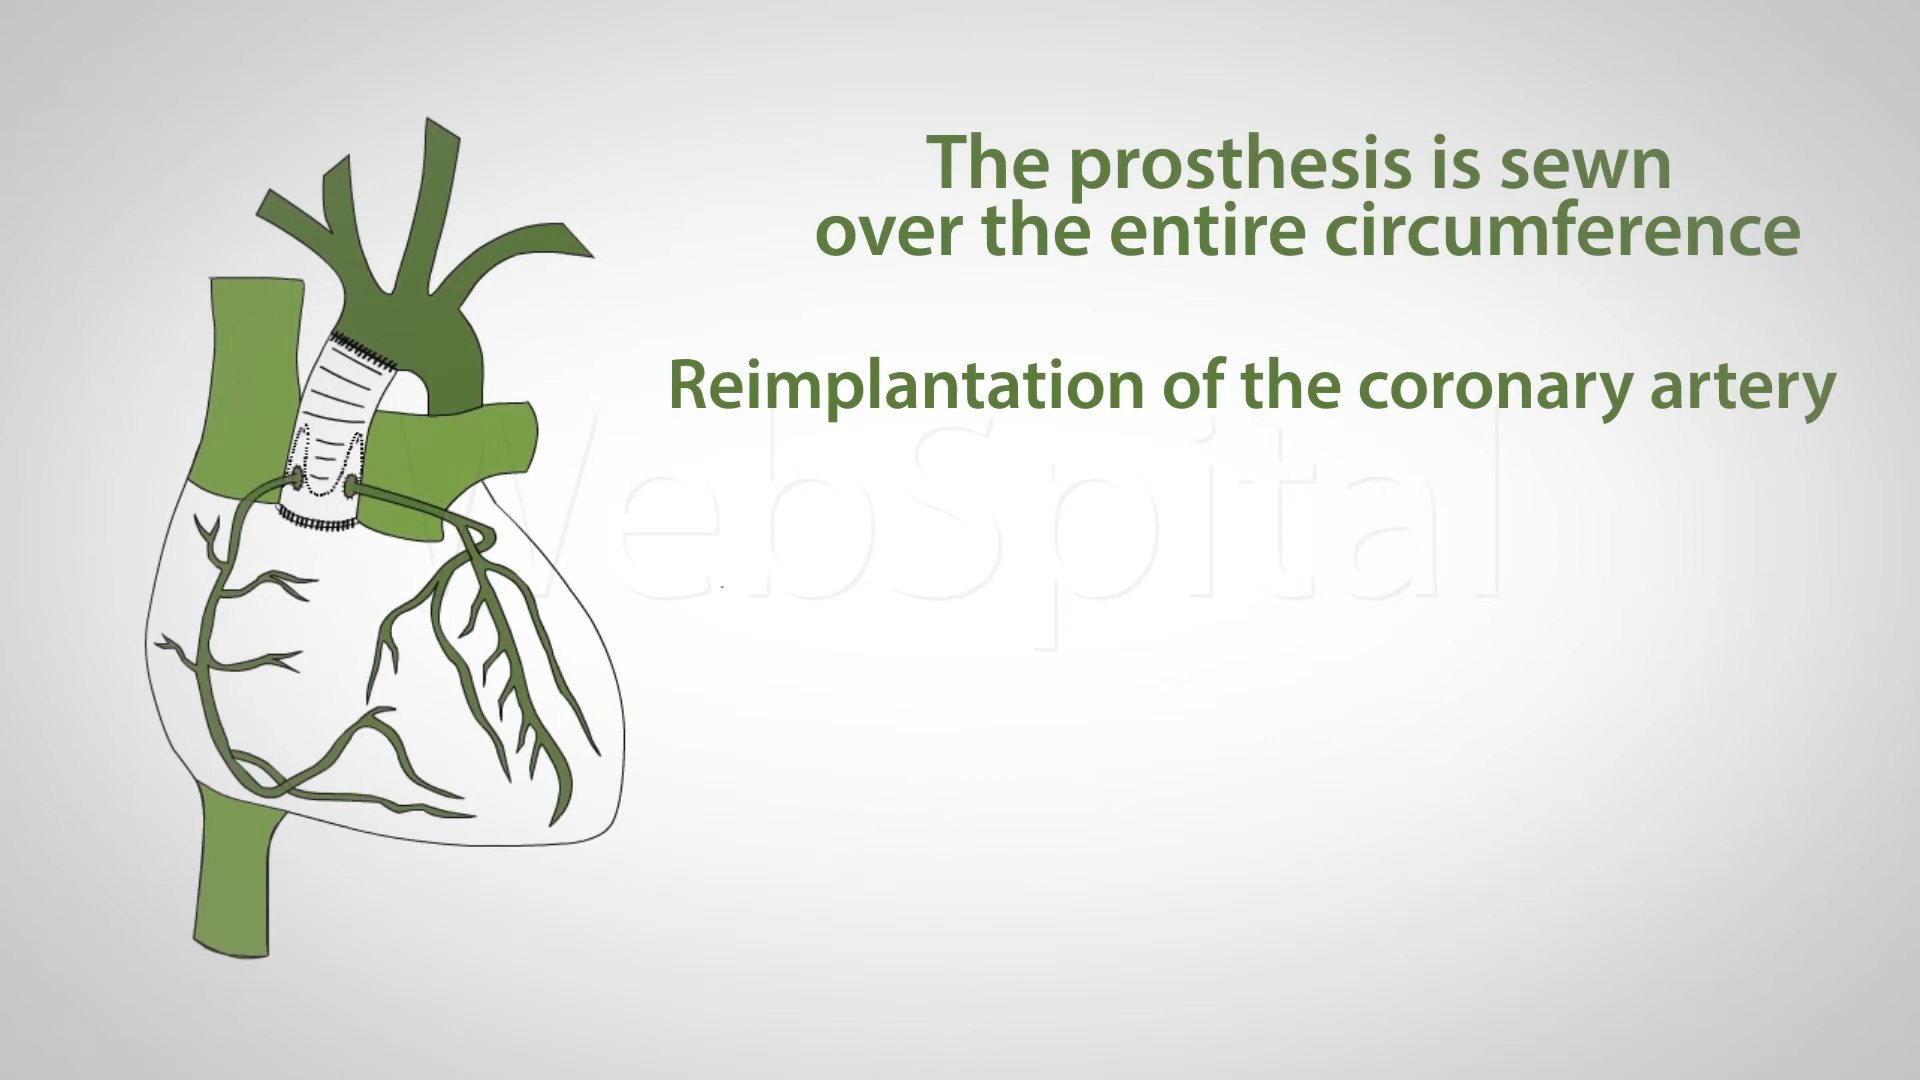 The prosthesis is sewn
over the entire circumference
Reimplantation of the coronary artery
WebSpital